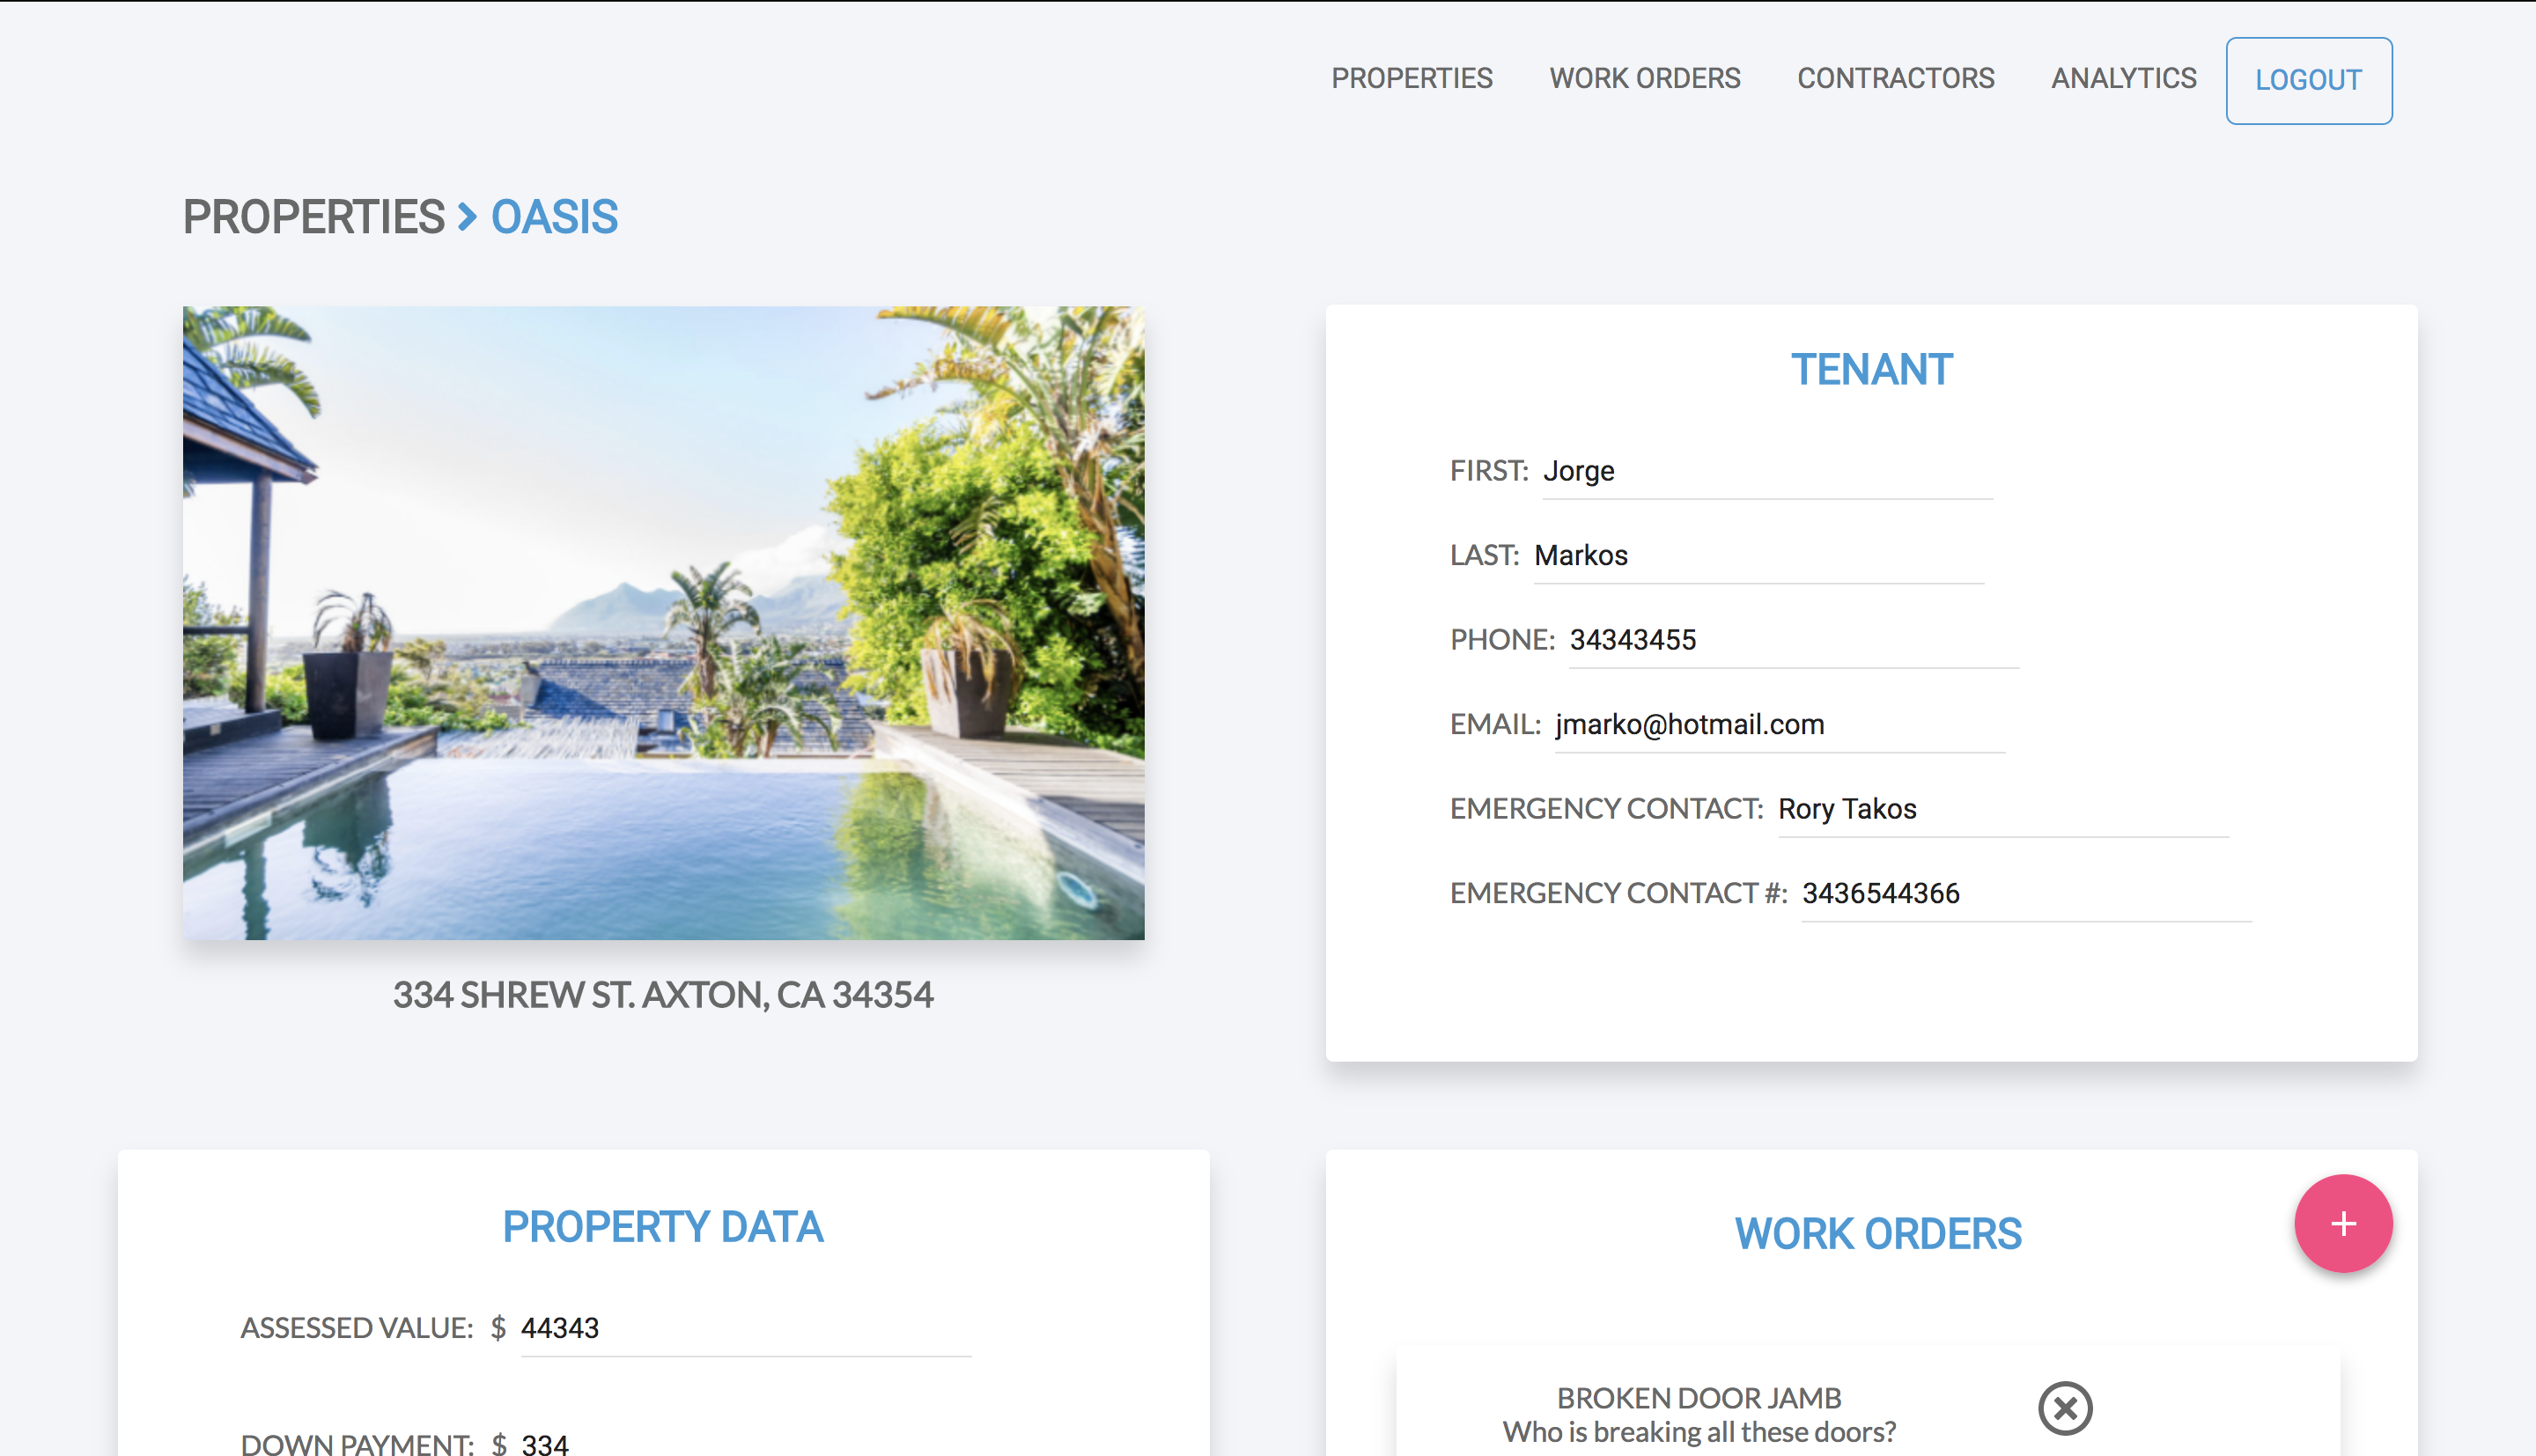 PROPERTIES WORK ORDERS CONTRACTORS ANALYTICS LOGOUT
PROPERTIES > OASIS
334 SHREW ST. AXTON, CA 34354
TENANT
FIRST: Jorge
LAST: Markos
PHONE: 34343455
EMAIL: jmarko@hotmail.com
EMERGENCY CONTACT: Rory Takos
EMERGENCY CONTACT #: 3436544366
PROPERTY DATA
ASSESSED VALUE: $ 44343
DOWN PAYMENT: $ 334
WORK ORDERS
+
BROKEN DOOR JAMB
Who is breaking all these doors?